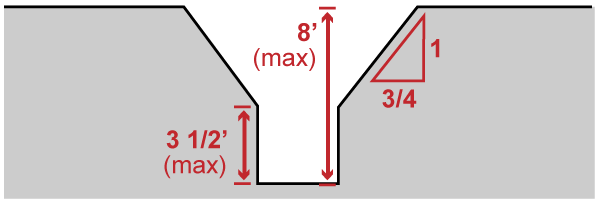 8’
(max)
1
3/4
3 1/2’
(max)